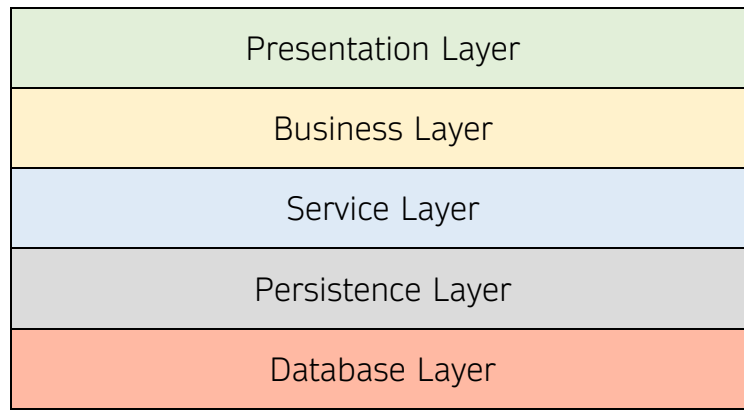 Presentation Layer
Business Layer
Service Layer
Persistence Layer
Database Layer